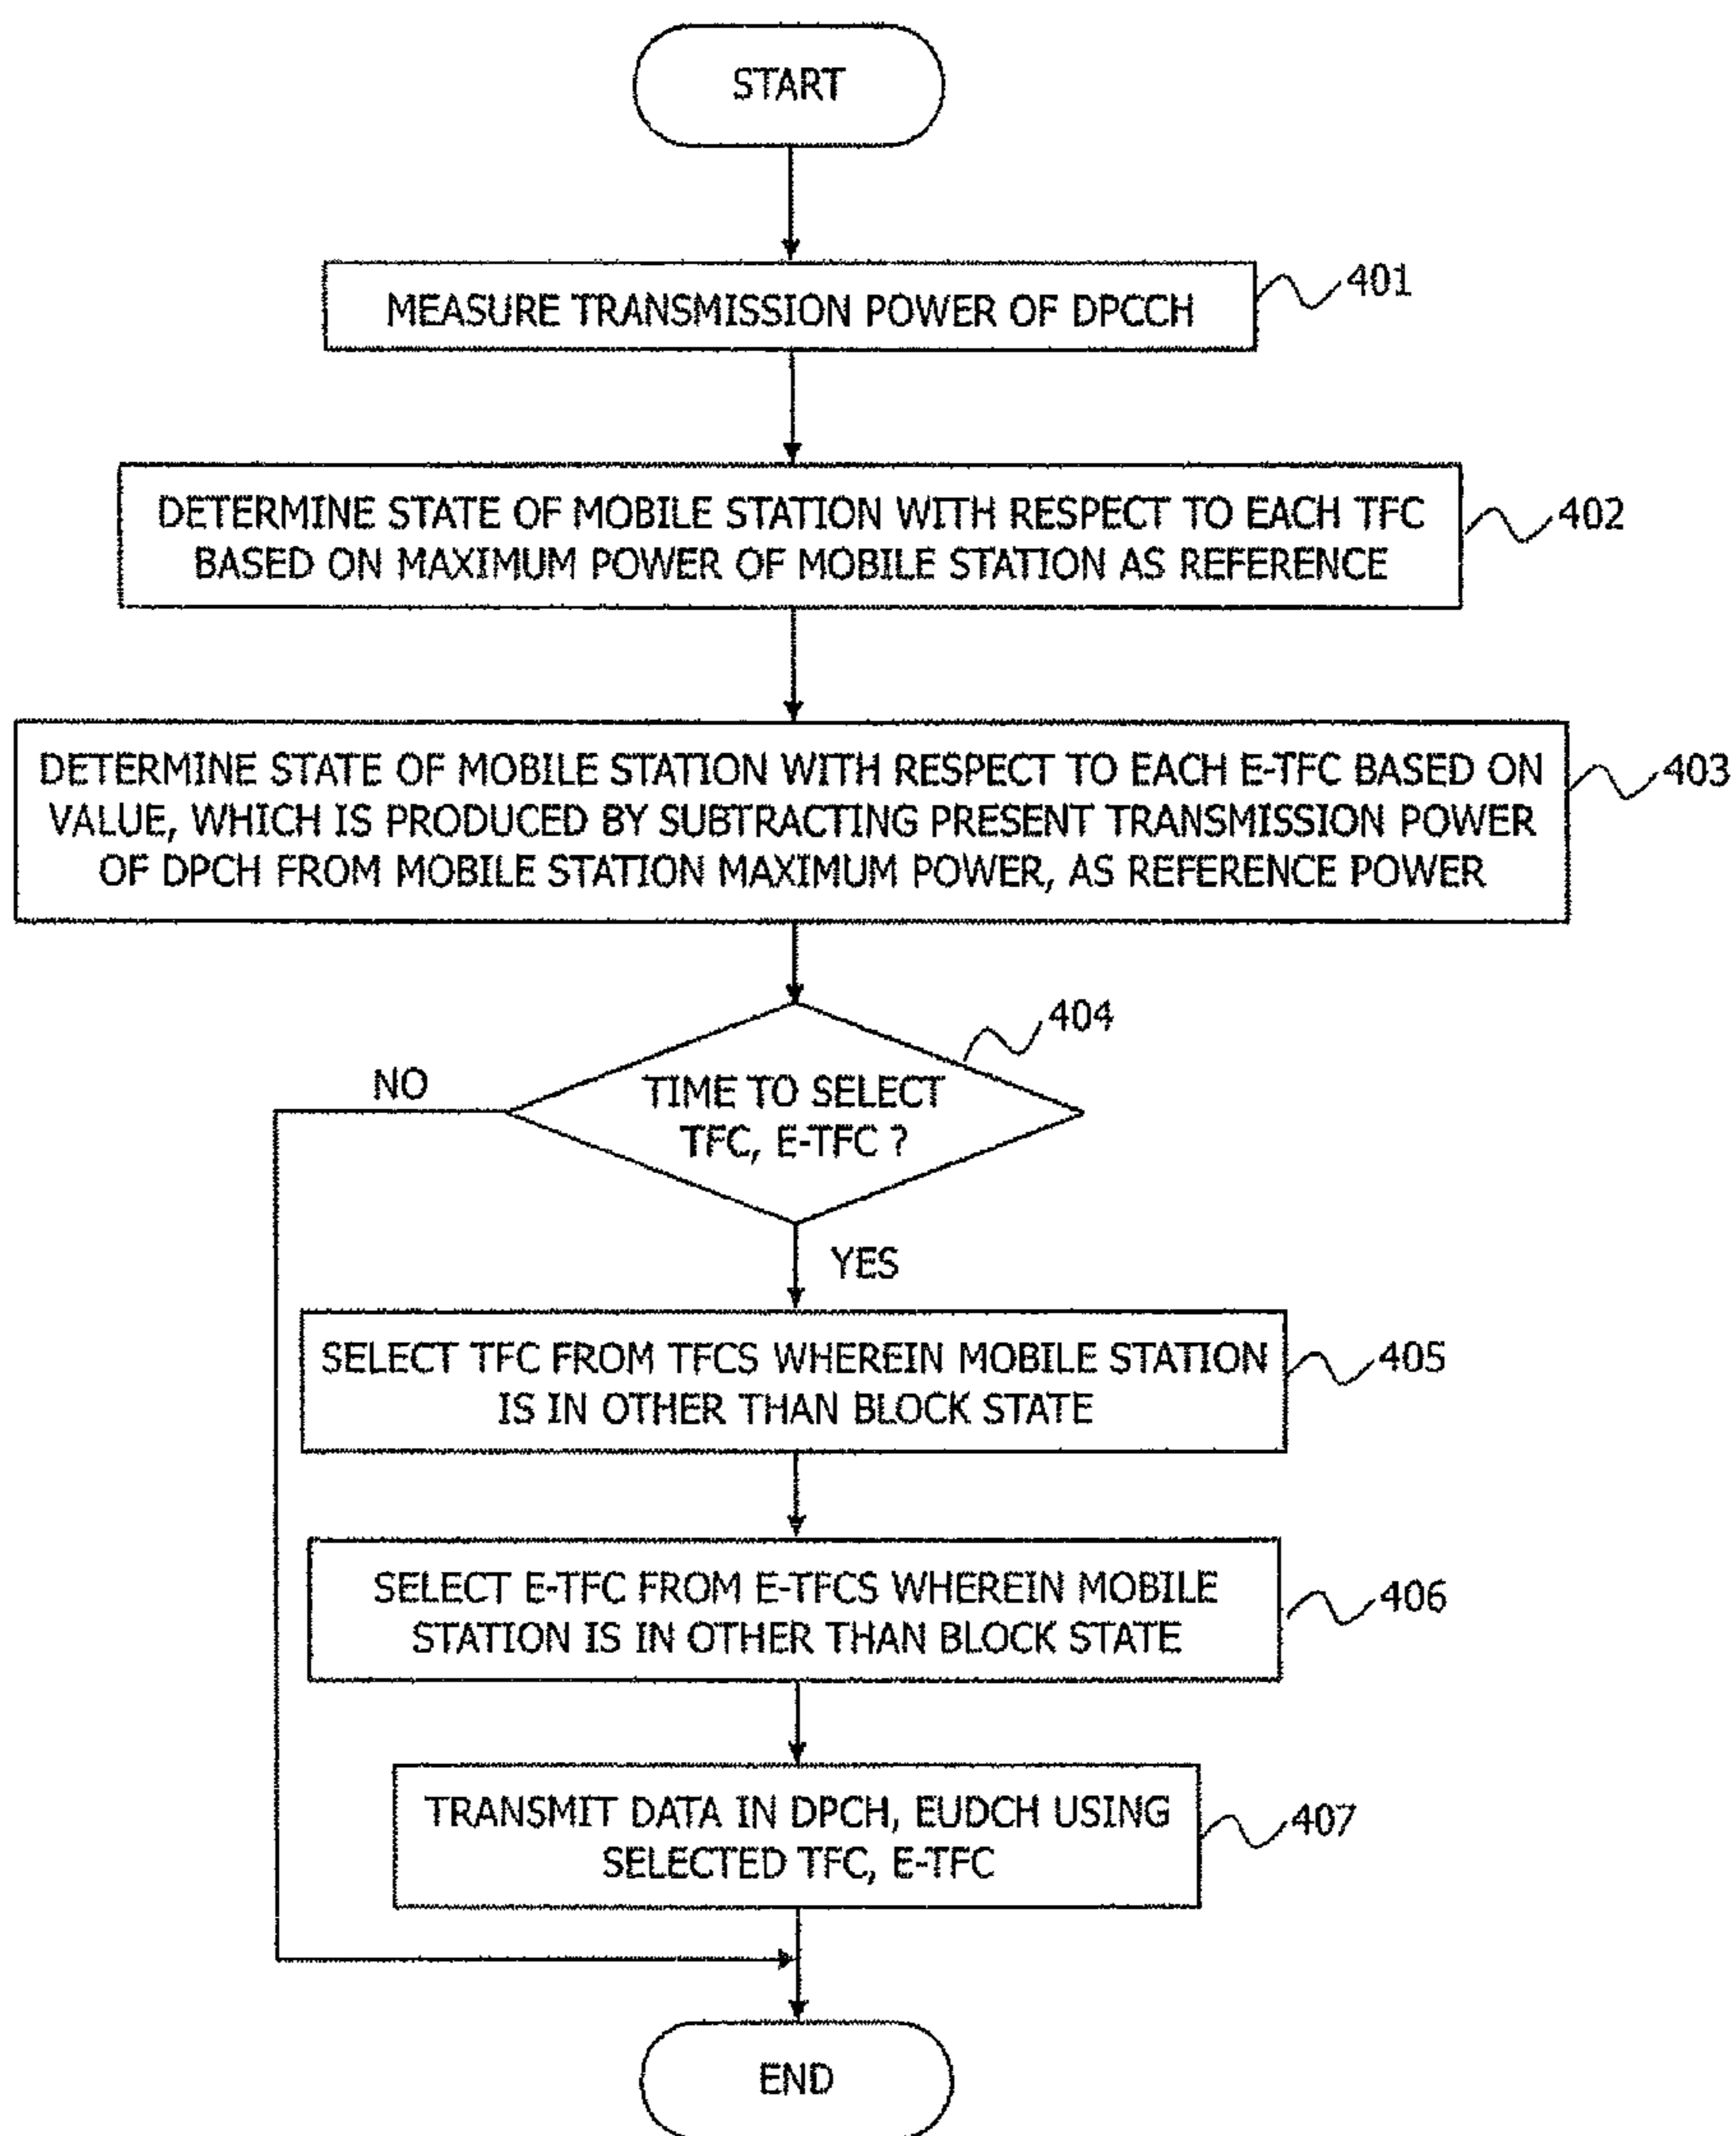 START
MEASURE TRANSMISSION POWER OF DPCCH
401
DETERMINE STATE OF MOBILE STATION WITH RESPECT TO EACH TFC
BASED ON MAXIMUM POWER OF MOBILE STATION AS REFERENCE
402
DETERMINE STATE OF MOBILE STATION WITH RESPECT TO EACH E-TFC BASED ON
VALUE, WHICH IS PRODUCED BY SUBTRACTING PRESENT TRANSMISSION POWER
OF DPCH FROM MOBILE STATION MAXIMUM POWER, AS REFERENCE POWER
403
404
NO
TIME TO SELECT
TFC, E-TFC ?
YES
SELECT TFC FROM TFCS WHEREIN MOBILE STATION
IS IN OTHER THAN BLOCK STATE
405
SELECT E-TFC FROM E-TFCS WHEREIN MOBILE
STATION IS IN OTHER THAN BLOCK STATE
406
TRANSMIT DATA IN DPCH, EUDCH USING
SELECTED TFC, E-TFC
407
END